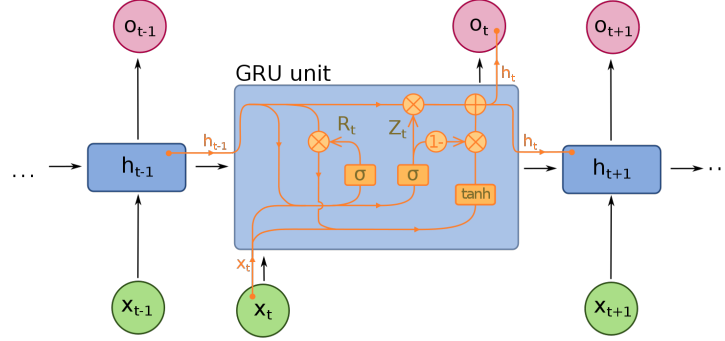 o_{t-1} o_t o_{t+1}
GRU unit
h_t
R_t Z_t
h_{t-1} h_t
1-
h_{t-1} σ σ h_{t+1}
... ..
tanh
x_t
x_{t-1} x_t x_{t+1}